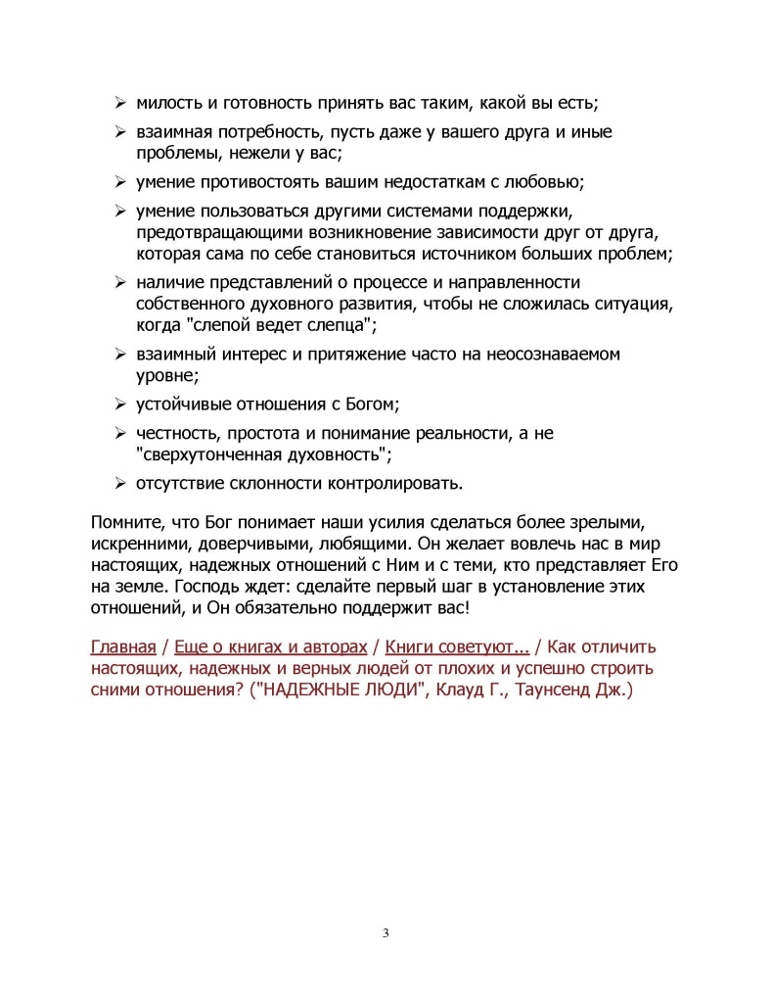 ➢ милость и готовность принять вас таким, какой вы есть;
➢ взаимная потребность, пусть даже у вашего друга и иные
проблемы, нежели у вас;
➢ умение противостоять вашим недостаткам с любовью;
➢ умение пользоваться другими системами поддержки,
предотвращающими возникновение зависимости друг от друга,
которая сама по себе становиться источником больших проблем;
➢ наличие представлений о процессе и направленности
собственного духовного развития, чтобы не сложилась ситуация,
когда "слепой ведет слепца";
➢ взаимный интерес и притяжение часто на неосознаваемом
уровне;
➢ устойчивые отношения с Богом;
➢ честность, простота и понимание реальности, а не
"сверхутонченная духовность";
➢ отсутствие склонности контролировать.
Помните, что Бог понимает наши усилия сделаться более зрелыми,
искренними, доверчивыми, любящими. Он желает вовлечь нас в мир
настоящих, надежных отношений с Ним и с теми, кто представляет Его
на земле. Господь ждет: сделайте первый шаг в установление этих
отношений, и Он обязательно поддержит вас!
Главная / Еще о книгах и авторах / Книги советуют... / Как отличить
настоящих, надежных и верных людей от плохих и успешно строить
сними отношения? ("НАДЕЖНЫЕ ЛЮДИ", Клауд Г., Таунсенд Дж.)
3